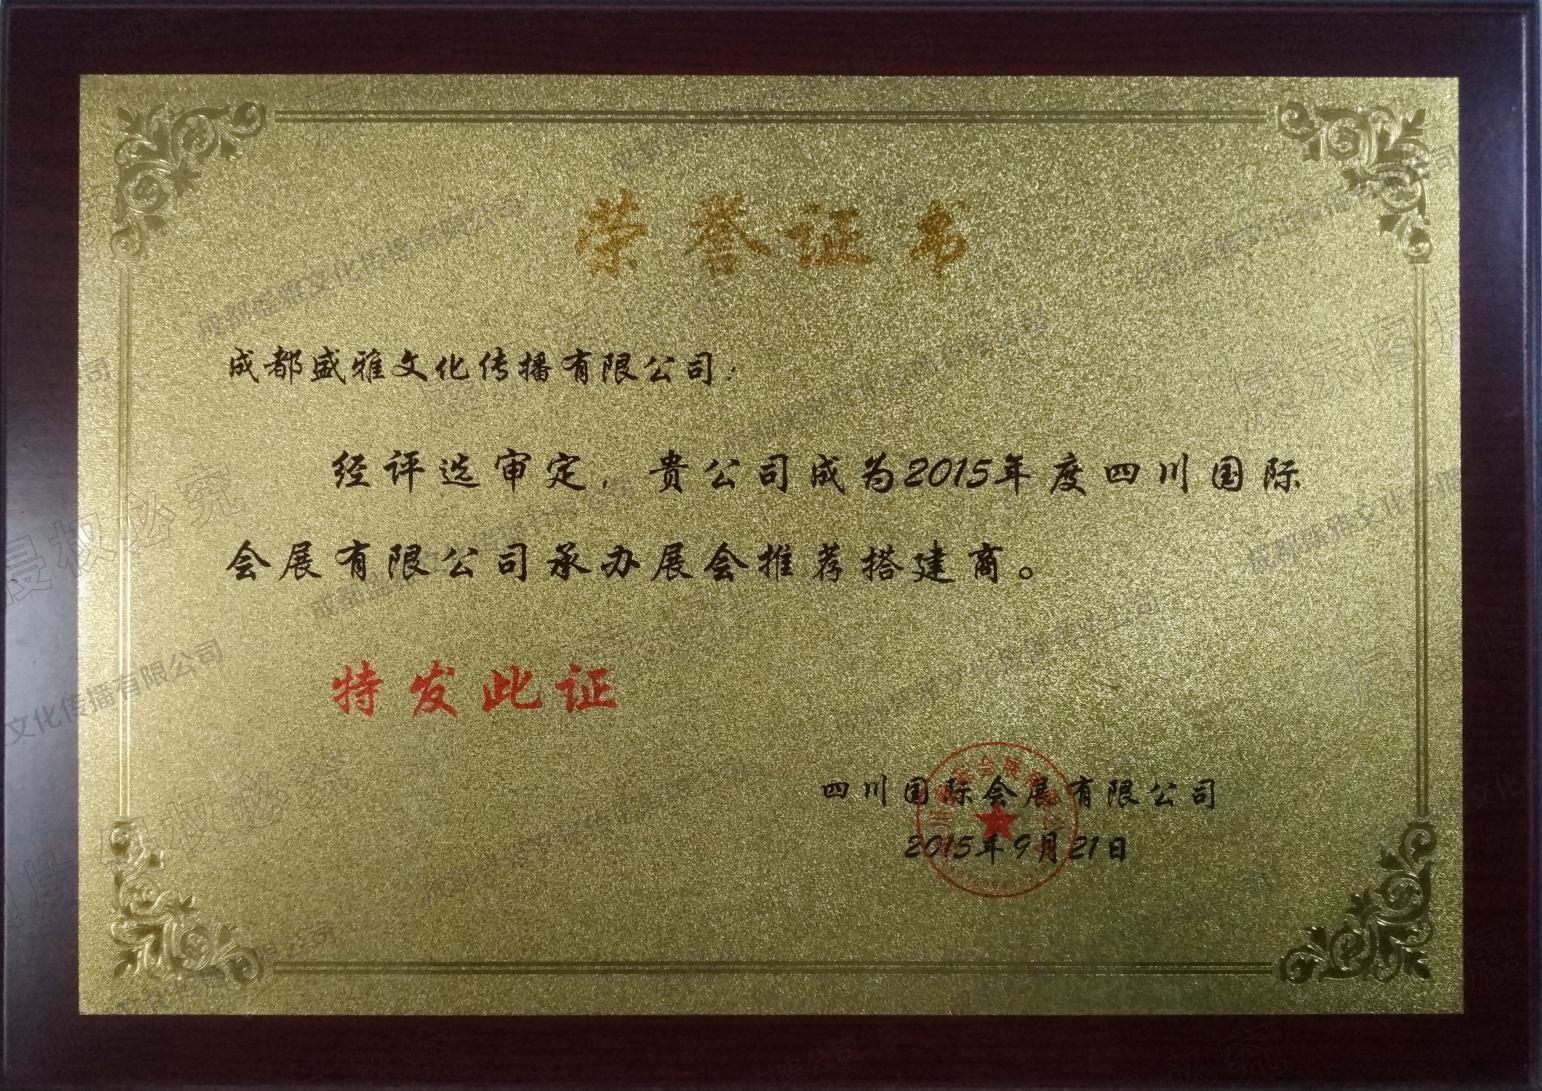 荣誉证书
成都盛雅文化传播有限公司：
经评选审定，贵公司成为2015年度四川国际
会展有限公司承办展会推荐搭建商。
特发此证
四川国际会展有限公司
2015年9月21日